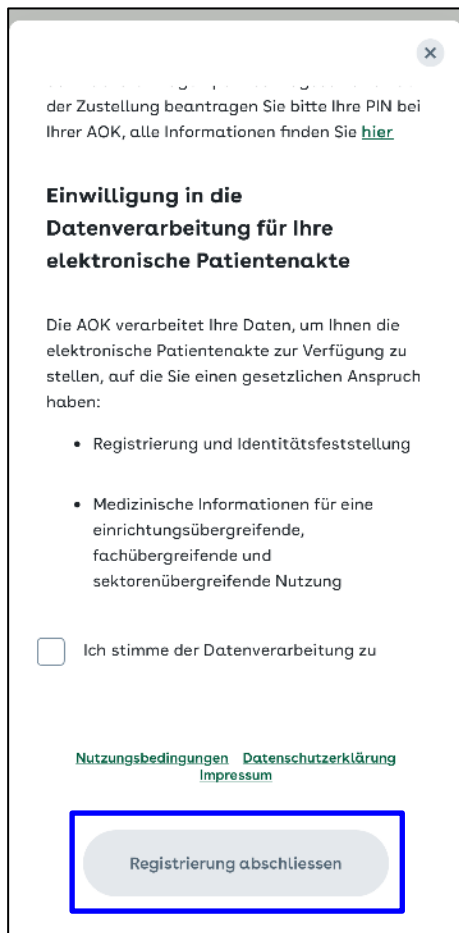 der Zustellung beantragen Sie bitte Ihre PIN bei
Ihrer AOK, alle Informationen finden Sie hier
Einwilligung in die
Datenverarbeitung für Ihre
elektronische Patientenakte
Die AOK verarbeitet Ihre Daten, um Ihnen die
elektronische Patientenakte zur Verfügung zu
stellen, auf die Sie einen gesetzlichen Anspruch
haben:
• Registrierung und Identitätsfeststellung
• Medizinische Informationen für eine
einrichtungsübergreifende,
fachübergreifende und
sektorenübergreifende Nutzung
Ich stimme der Datenverarbeitung zu
Nutzungsbedingungen Datenschutzerklärung
Impressum
Registrierung abschliessen